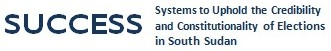 SUCCESS
Systems to Uphold the Credibility
and Constitutionality of Elections
in South Sudan